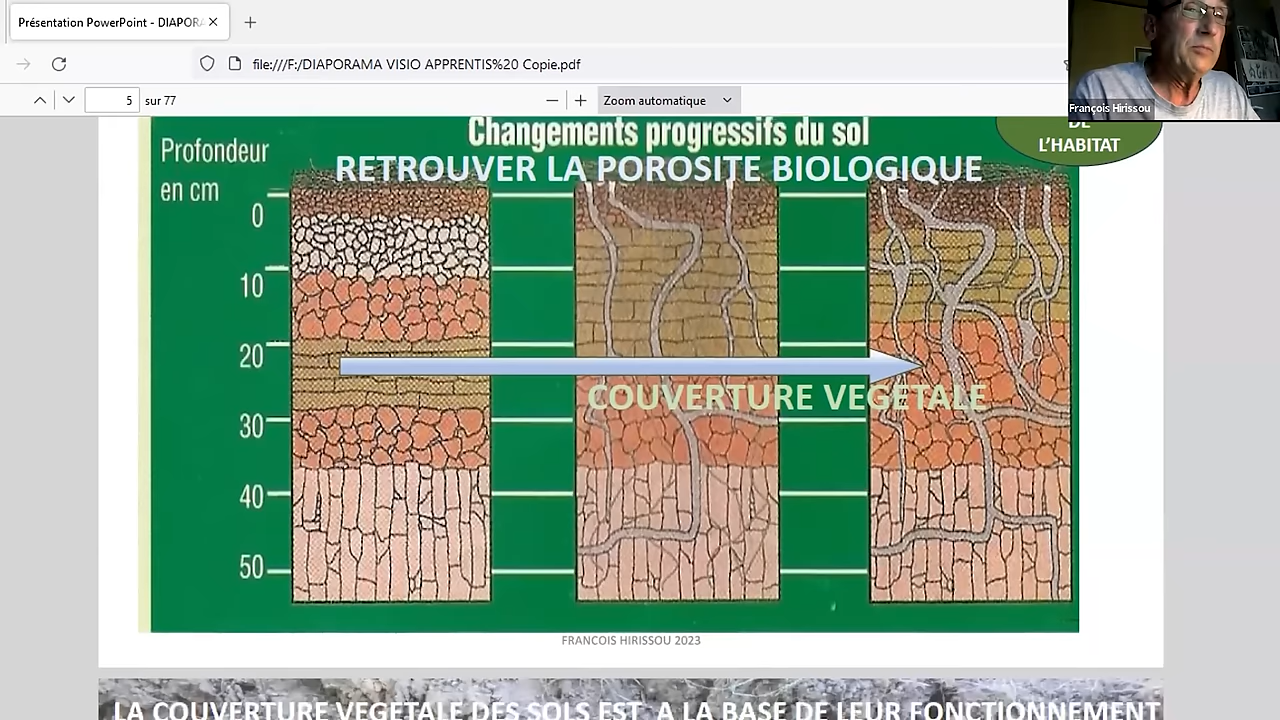 Présentation PowerPoint - DIAPOR
file:///F:/DIAPORAMA VISIO APPRENTIS%20 Copie.pdf
5 sur 77
Zoom automatique
François Hirissou
DE
L'HABITAT
Changements progressifs du sol
RETROUVER LA POROSITE BIOLOGIQUE
Profondeur
en cm
0
10
20
30
40
50
COUVERTURE VEGETALE
FRANCOIS HIRISSOU 2023
LA COUVERTURE VEGETALE DES SOLS EST A LA BASE DE LEUR FONCTIONNEMENT